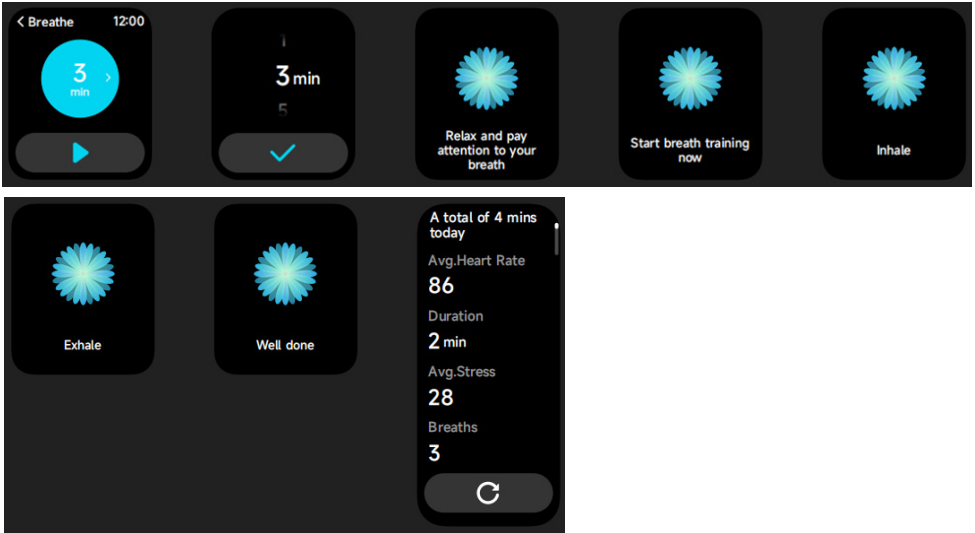 < Breathe 12:00
3
min
1
3 min
5
Relax and pay
attention to your
breath
Start breath training
now
Inhale
Exhale
Well done
A total of 4 mins
today
Avg.Heart Rate
86
Duration
2 min
Avg.Stress
28
Breaths
3